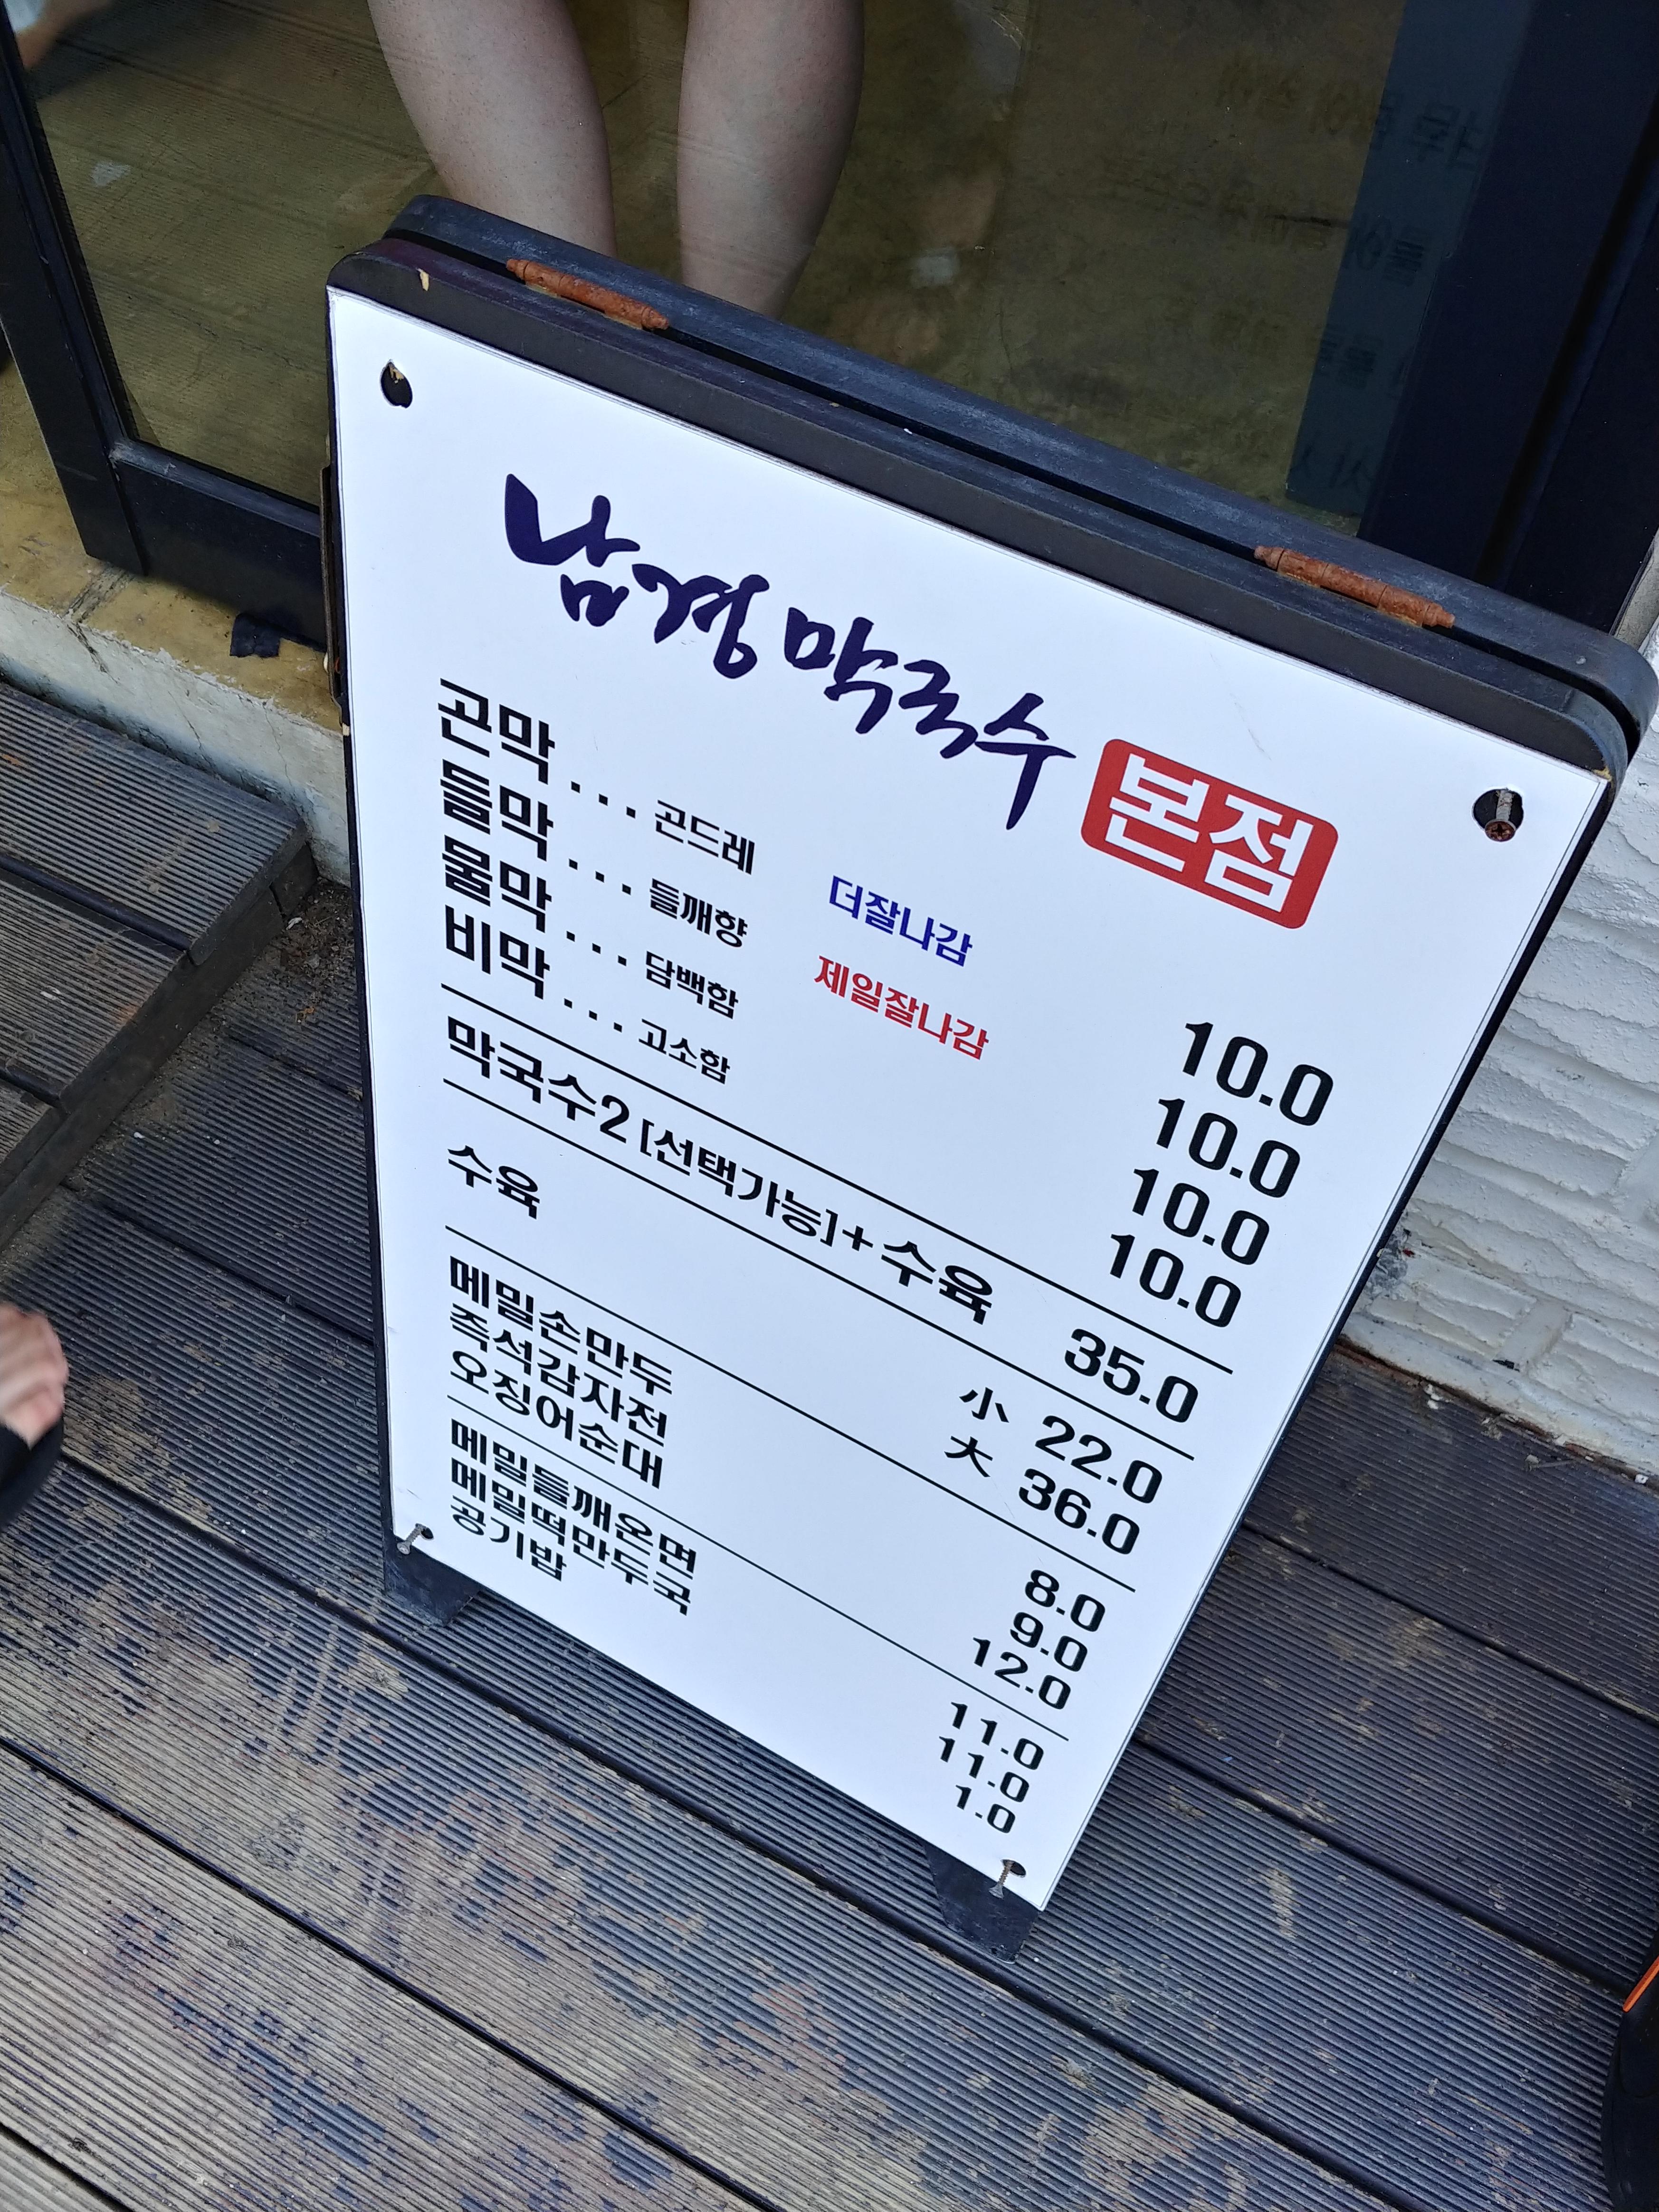 남경막국수 본점
곤막 . . . . 곤드레 10.0
들막 . . . . 들깨향 더잘나감 10.0
물막 . . . . 담백함 제일잘나감 10.0
비막 . . . . 고소함 10.0
막국수2 [선택가능]+수육 35.0
수육 小 22.0
大 36.0
메밀손만두 8.0
즉석감자전 9.0
오징어순대 12.0
메밀들깨온면 11.0
메밀떡만두국 11.0
공기밥 1.0